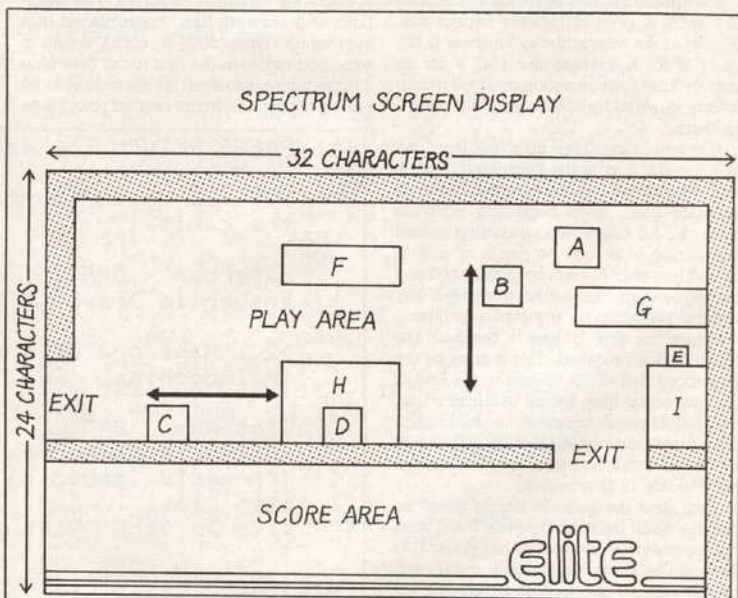 SPECTRUM SCREEN DISPLAY
32 CHARACTERS
24 CHARACTERS
A
F
B
G
PLAY AREA
E
H
I
EXIT
C
D
EXIT
SCORE AREA
elite